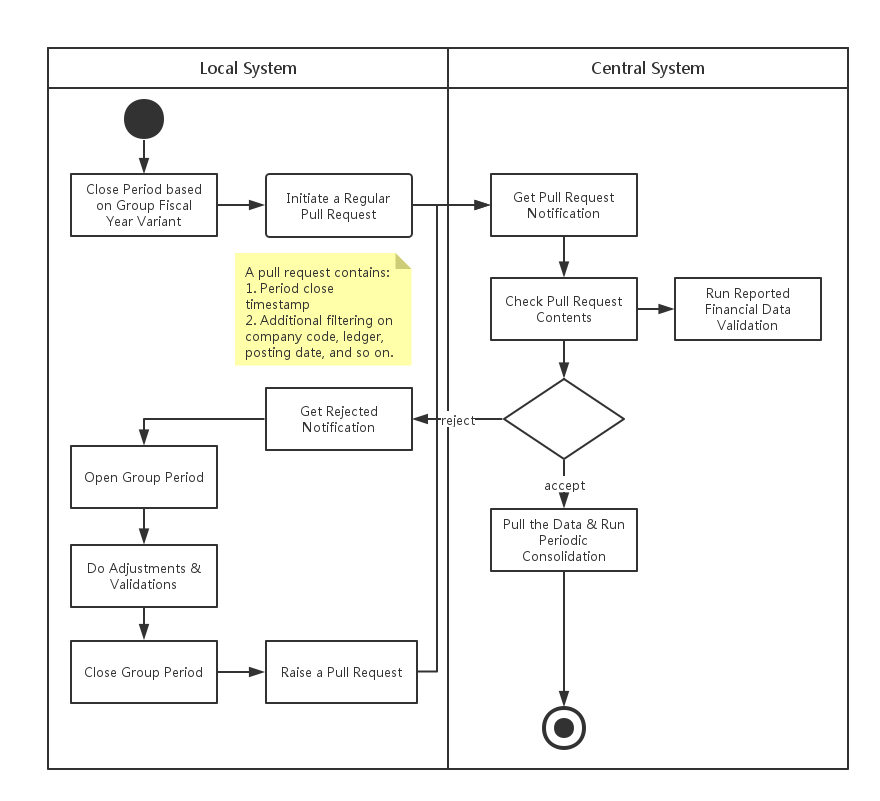 Local System
Central System
Close Period based
on Group Fiscal
Year Variant
Initiate a Regular
Pull Request
Get Pull Request
Notification
A pull request contains:
1. Period close
timestamp
2. Additional filtering on
company code, ledger,
posting date, and so on.
Check Pull Request
Contents
Run Reported
Financial Data
Validation
Get Rejected
Notification
reject
Open Group Period
accept
Pull the Data & Run
Periodic
Consolidation
Do Adjustments &
Validations
Close Group Period
Raise a Pull Request